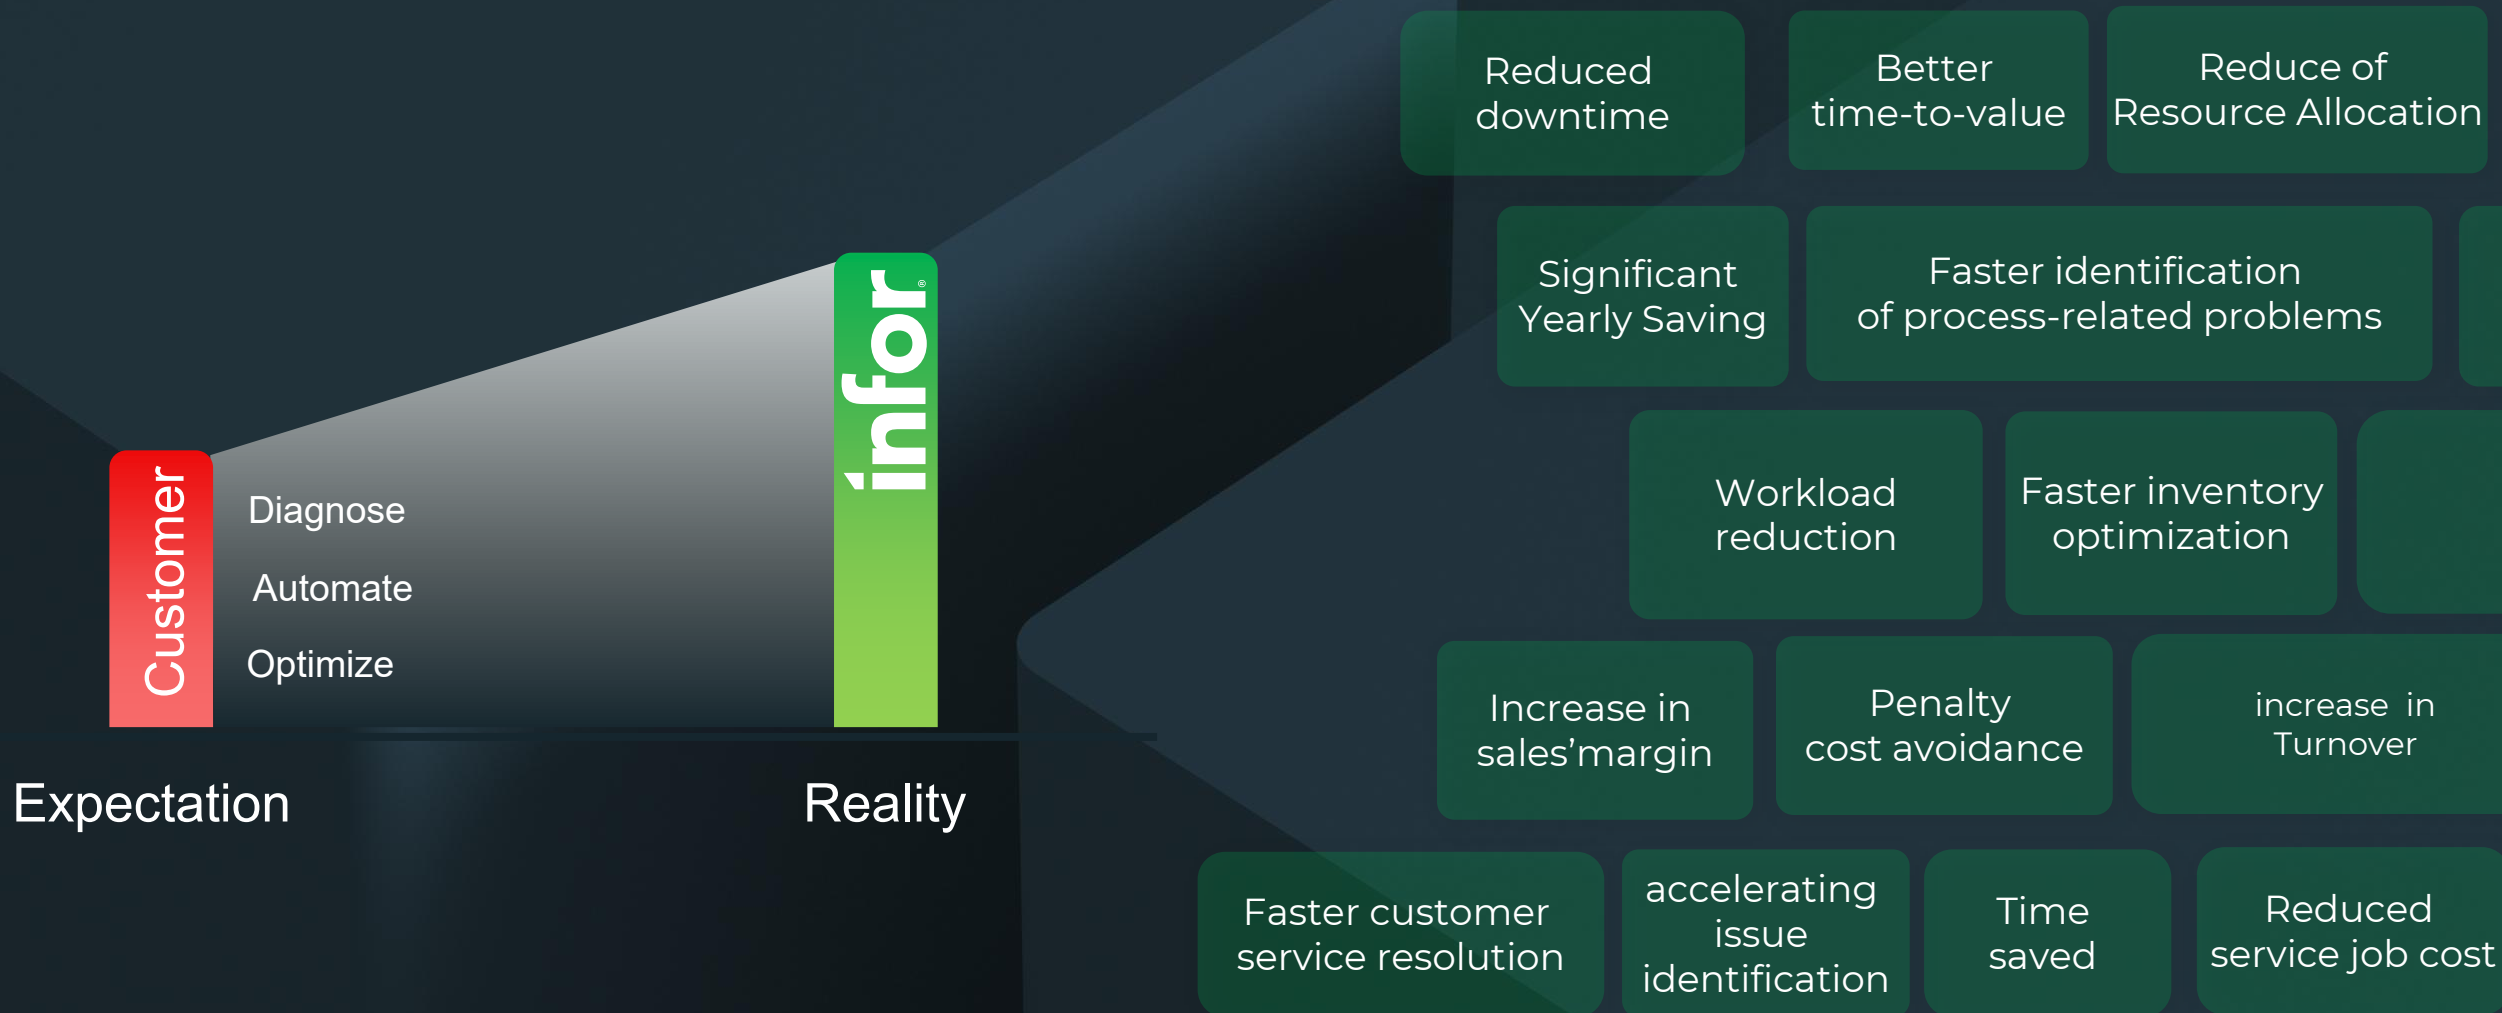 Customer
Diagnose
Automate
Optimize
infor®
Expectation
Reality
Reduced
downtime
Better
time-to-value
Reduce of
Resource Allocation
Significant
Yearly Saving
Faster identification
of process-related problems
Workload
reduction
Faster inventory
optimization
Increase in
sales’margin
Penalty
cost avoidance
increase in
Turnover
Faster customer
service resolution
accelerating
issue
identification
Time
saved
Reduced
service job cost